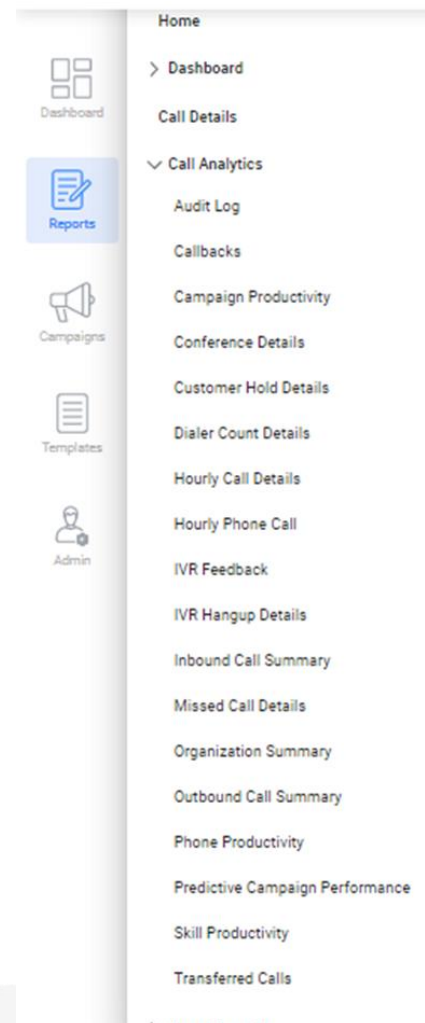 Dashboard
Reports
Campaigns
Templates
Admin
Home
Dashboard
Call Details
Call Analytics
Audit Log
Callbacks
Campaign Productivity
Conference Details
Customer Hold Details
Dialer Count Details
Hourly Call Details
Hourly Phone Call
IVR Feedback
IVR Hangup Details
Inbound Call Summary
Missed Call Details
Organization Summary
Outbound Call Summary
Phone Productivity
Predictive Campaign Performance
Skill Productivity
Transferred Calls